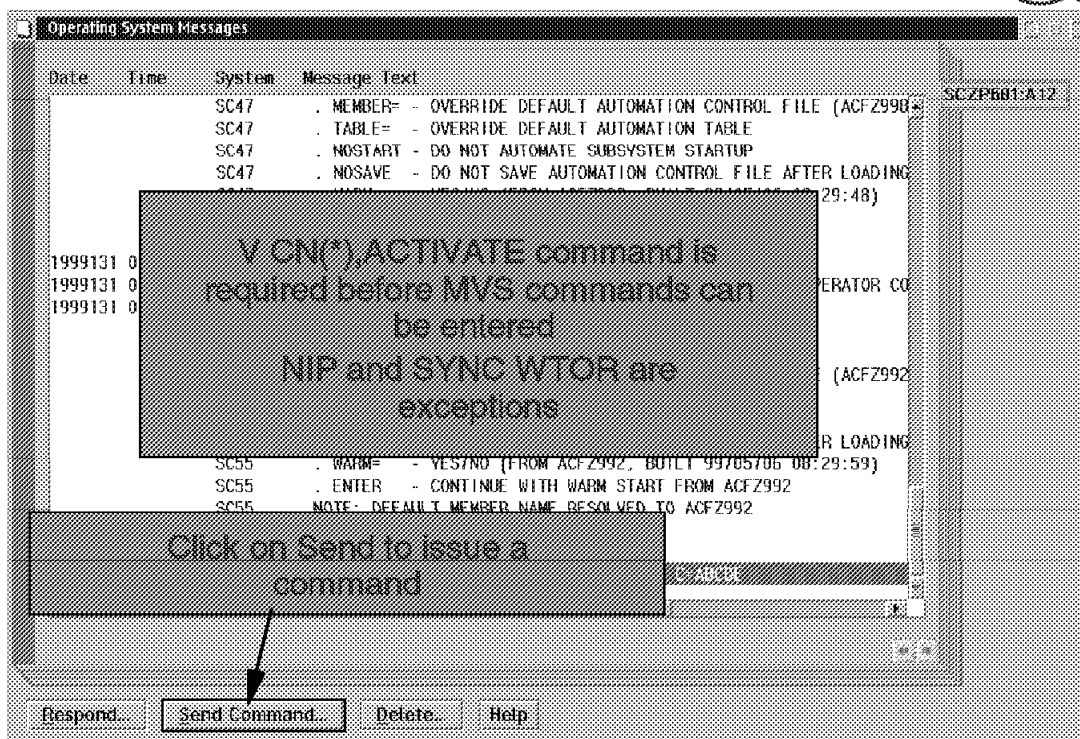 Operating System Messages
Date Time System Message Text
SCZP601:A12
SC47 . MEMBER= - OVERRIDE DEFAULT AUTOMATION CONTROL FILE (ACFZ99
SC47 . TABLE= - OVERRIDE DEFAULT AUTOMATION TABLE
SC47 . NOSTART - DO NOT AUTOMATE SUBSYSTEM STARTUP
SC47 . NOSAVE - DO NOT SAVE AUTOMATION CONTROL FILE AFTER LOADING
29:48)
V CN(*),ACTIVATE command is
required before MVS commands can
be entered
NIP and SYNC WTOR are
exceptions
1999131 0
1999131 0 PERATOR CO
1999131 0
(ACFZ992
R LOADING
SC55 . WARM= - YES/NO (FROM ACFZ992, BUILT 99/05/06 08:29:59)
SC55 . ENTER - CONTINUE WITH WARM START FROM ACFZ992
SC55 NOTE: DEFAULT MEMBER NAME RESOLVED TO ACFZ992
Click on Send to issue a
command
C=ABCDE
Respond... Send Command... Delete.. Help